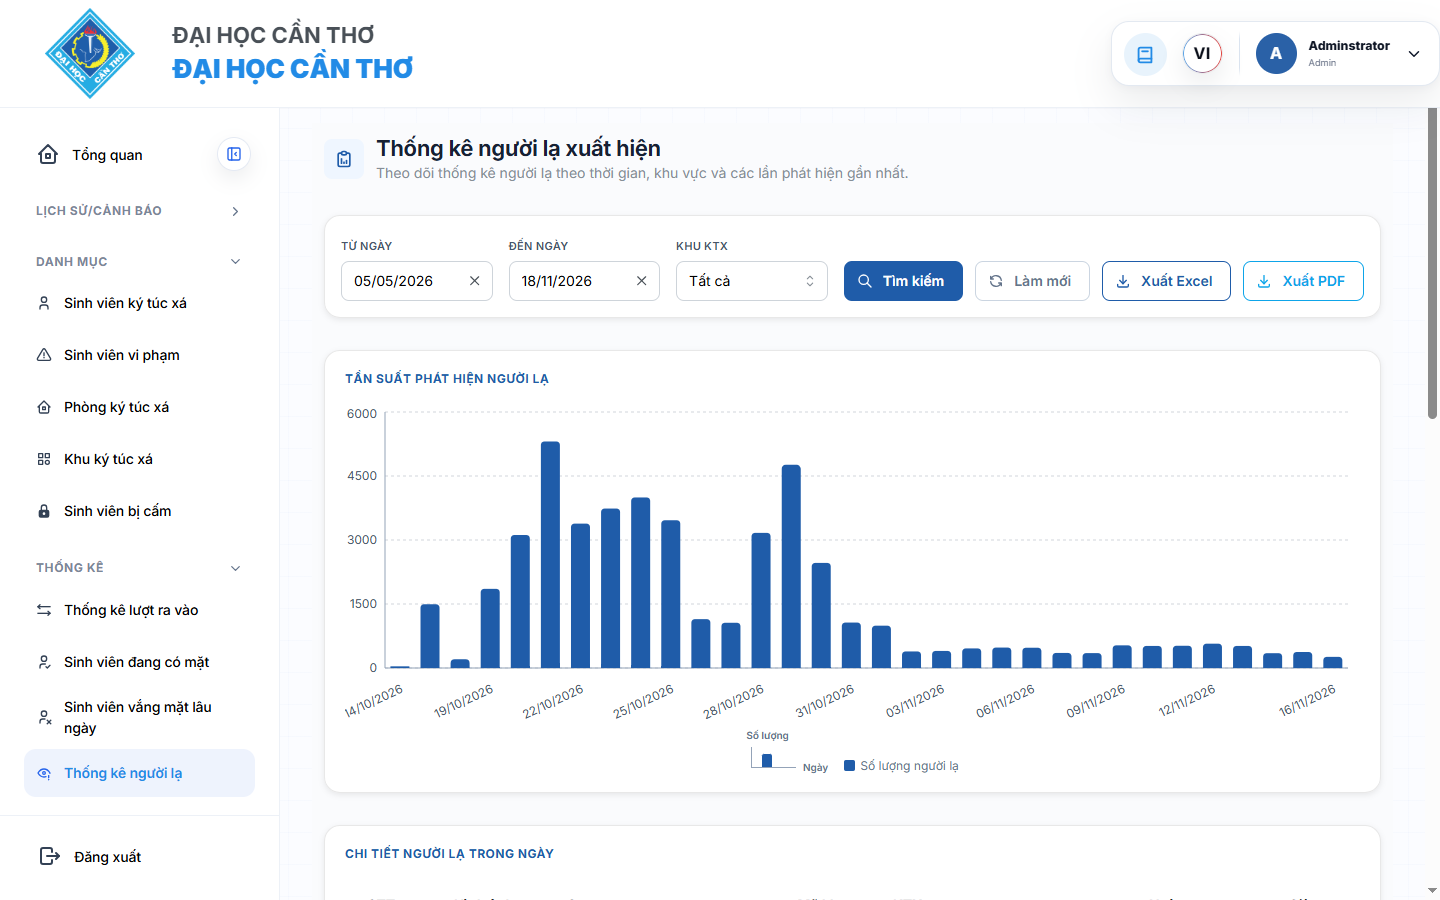 ĐẠI HỌC CẦN THƠ
ĐẠI HỌC CẦN THƠ
ĐẠI HỌC CẦN THƠ
VI
A
Adminstrator
Admin
Tổng quan
LỊCH SỬ/CẢNH BÁO
DANH MỤC
Sinh viên ký túc xá
Sinh viên vi phạm
Phòng ký túc xá
Khu ký túc xá
Sinh viên bị cấm
THỐNG KÊ
Thống kê lượt ra vào
Sinh viên đang có mặt
Sinh viên vắng mặt lâu
ngày
Thống kê người lạ
Đăng xuất
Thống kê người lạ xuất hiện
Theo dõi thống kê người lạ theo thời gian, khu vực và các lần phát hiện gần nhất.
TỪ NGÀY
ĐẾN NGÀY
KHU KTX
05/05/2026
18/11/2026
Tất cả
Tìm kiếm
Làm mới
Xuất Excel
Xuất PDF
TẦN SUẤT PHÁT HIỆN NGƯỜI LẠ
6000
4500
3000
1500
0
14/10/2026
19/10/2026
22/10/2026
25/10/2026
28/10/2026
31/10/2026
03/11/2026
06/11/2026
09/11/2026
12/11/2026
16/11/2026
Số lượng
Ngày
Số lượng người lạ
CHI TIẾT NGƯỜI LẠ TRONG NGÀY